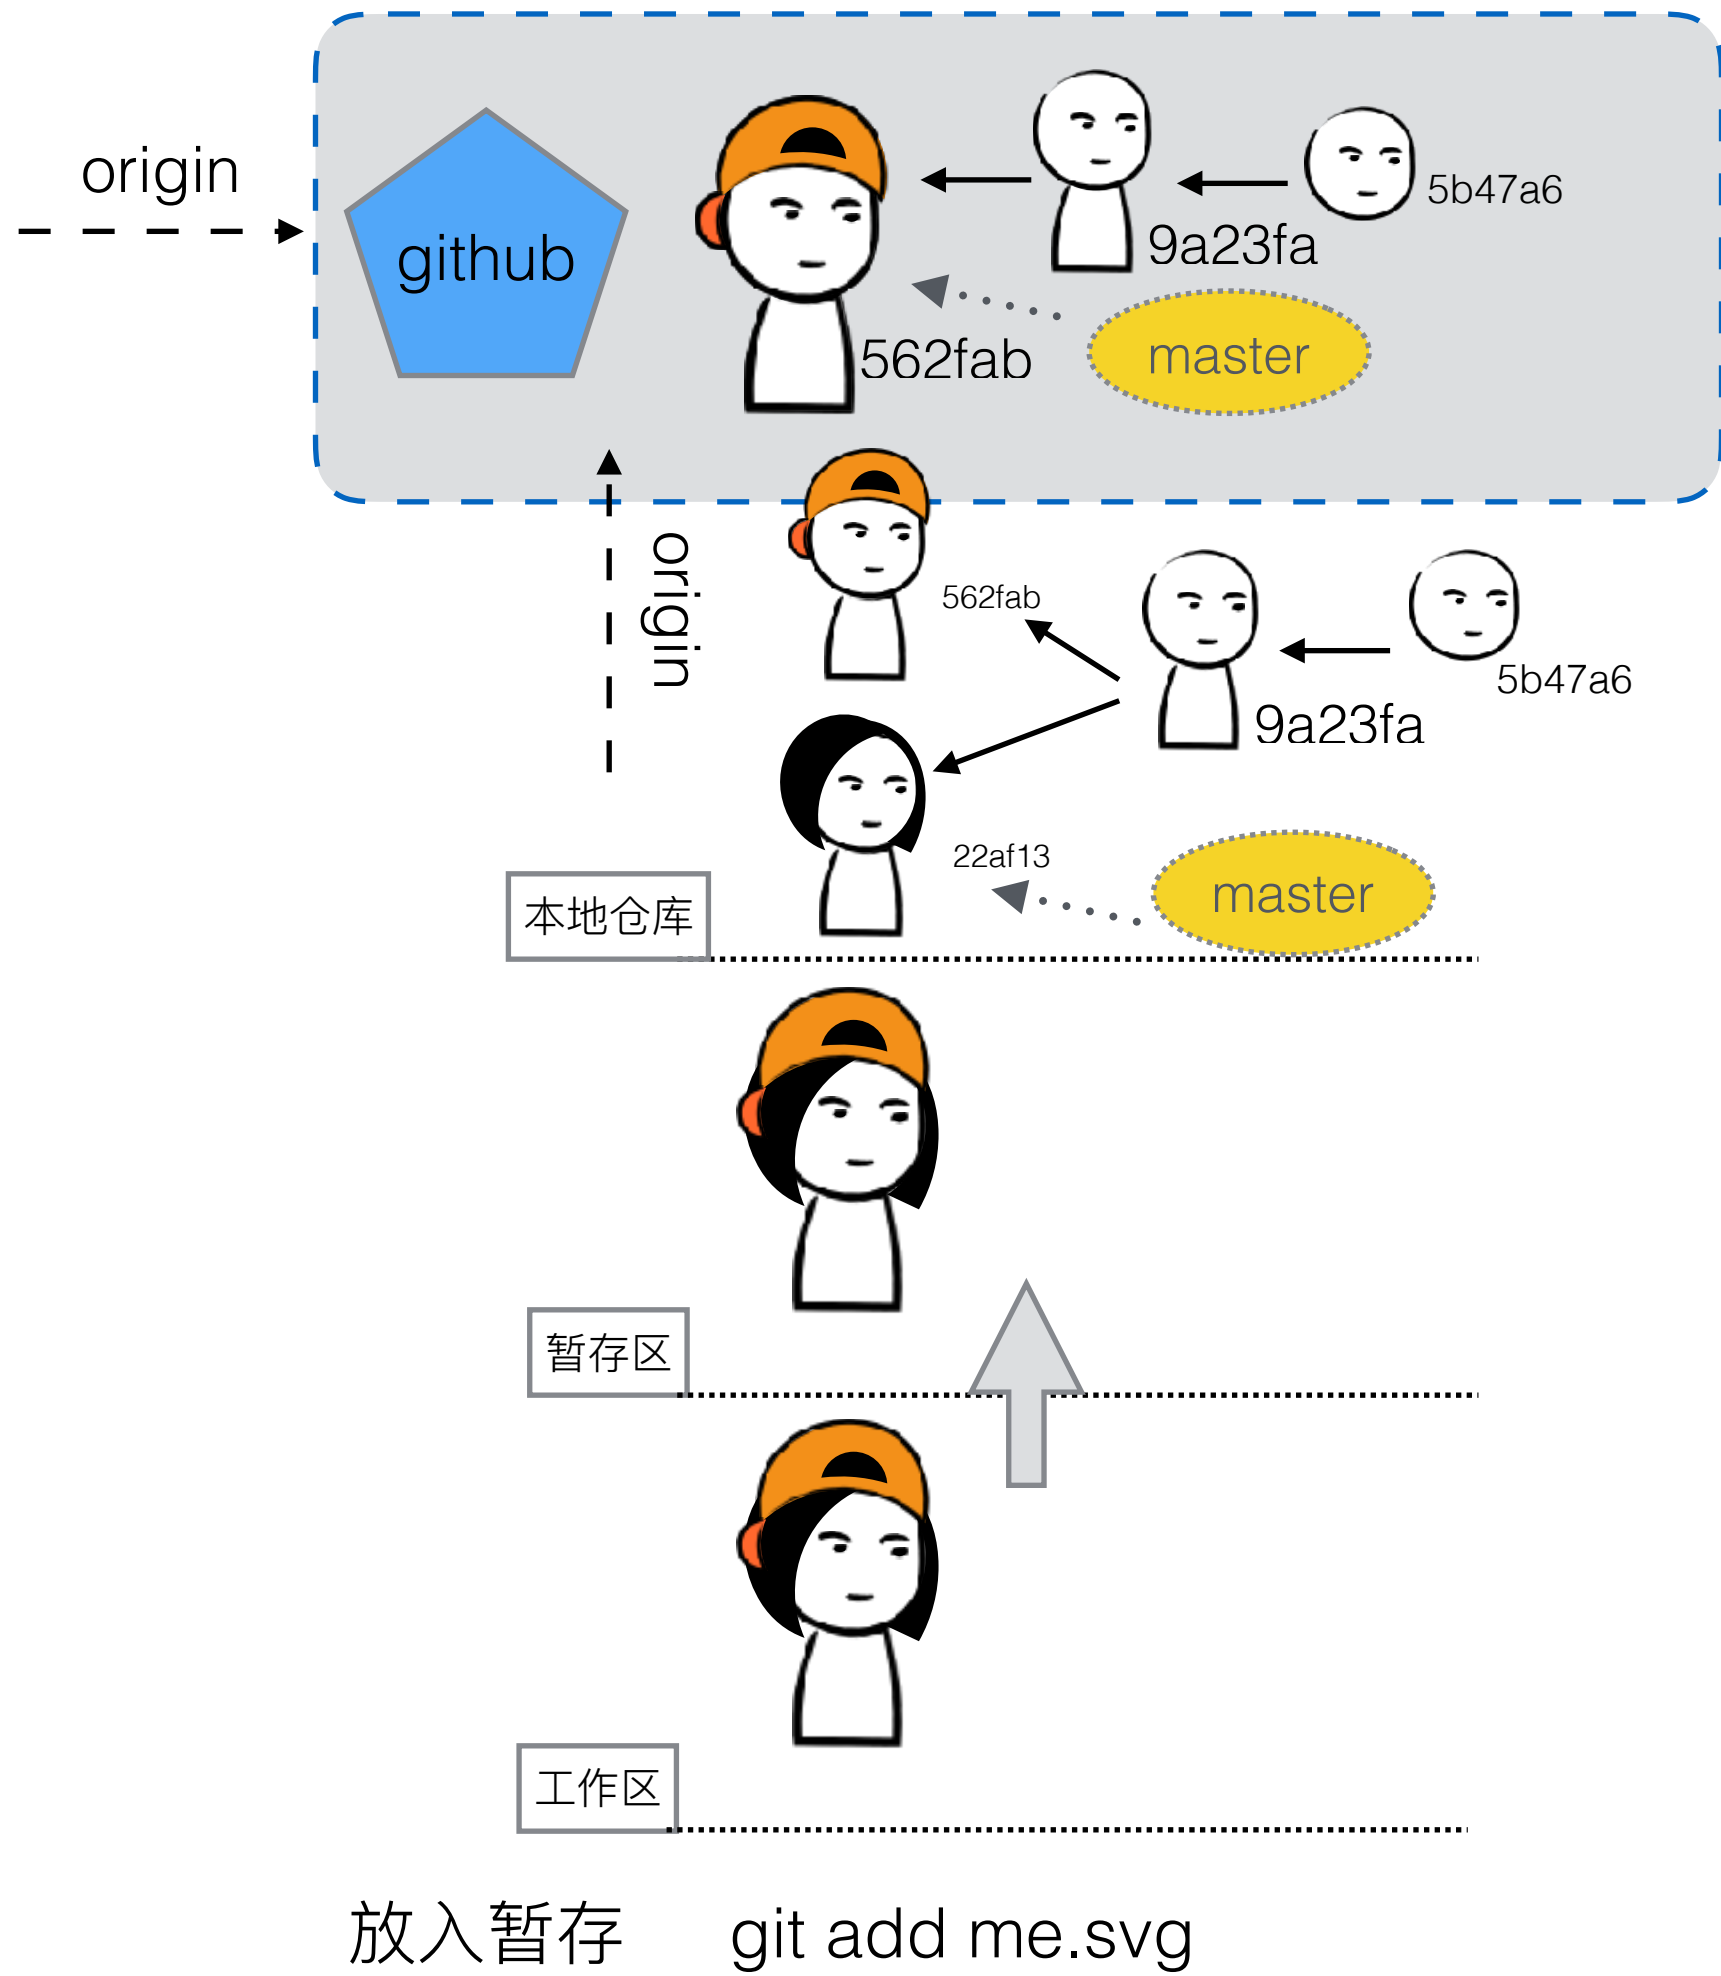 origin
github
5b47a6
9a23fa
562fab
master
origin
562fab
5b47a6
9a23fa
22af13
master
本地仓库
暂存区
工作区
放入暂存 git add me.svg